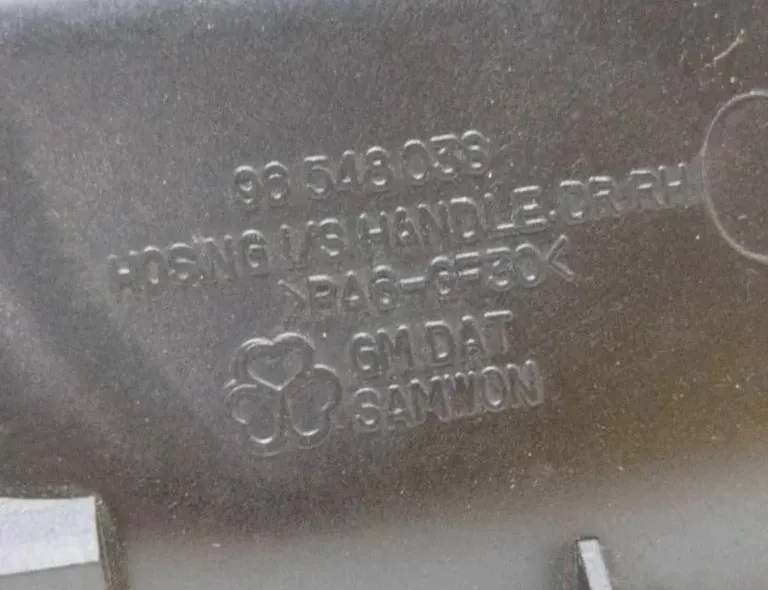 96 548 038
HOSING I/S HANDLE.DR RH
>PA6-GF30<
GM DAT
SAMWON